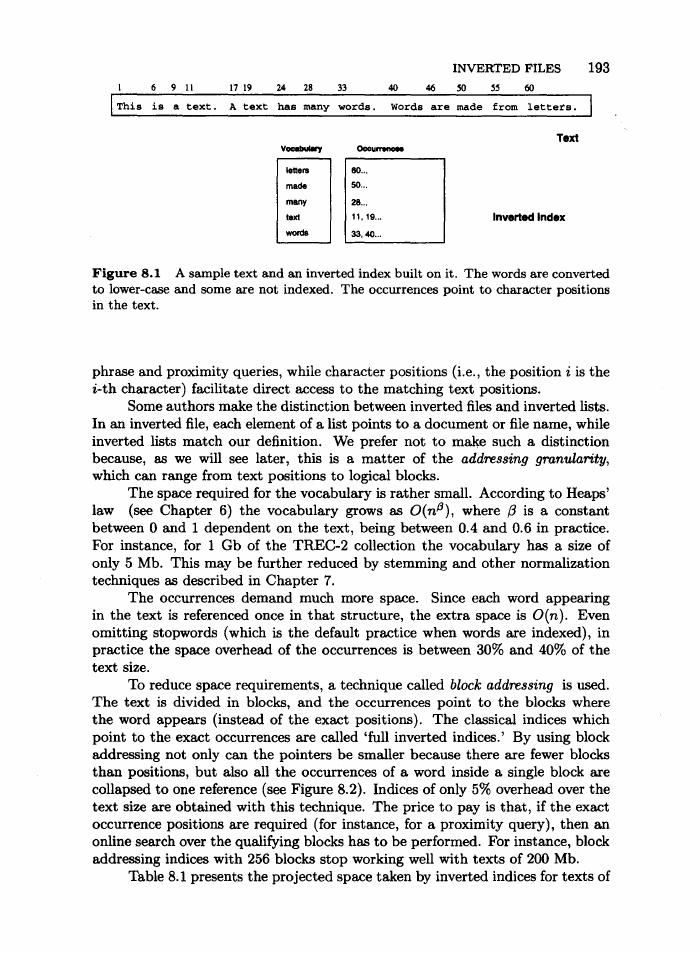 INVERTED FILES 193
1 6 9 11 17 19 24 28 33 40 46 50 55 60
This is a text. A text has many words. Words are made from letters.
Text
Vocabulary Occurrences
letters 60...
made 50...
many 28...
text 11, 19...
words 33, 40...
Inverted Index
Figure 8.1 A sample text and an inverted index built on it. The words are converted
to lower-case and some are not indexed. The occurrences point to character positions
in the text.
phrase and proximity queries, while character positions (i.e., the position i is the
i-th character) facilitate direct access to the matching text positions.
Some authors make the distinction between inverted files and inverted lists.
In an inverted file, each element of a list points to a document or file name, while
inverted lists match our definition. We prefer not to make such a distinction
because, as we will see later, this is a matter of the addressing granularity,
which can range from text positions to logical blocks.
The space required for the vocabulary is rather small. According to Heaps'
law (see Chapter 6) the vocabulary grows as O(n^β), where β is a constant
between 0 and 1 dependent on the text, being between 0.4 and 0.6 in practice.
For instance, for 1 Gb of the TREC-2 collection the vocabulary has a size of
only 5 Mb. This may be further reduced by stemming and other normalization
techniques as described in Chapter 7.
The occurrences demand much more space. Since each word appearing
in the text is referenced once in that structure, the extra space is O(n). Even
omitting stopwords (which is the default practice when words are indexed), in
practice the space overhead of the occurrences is between 30% and 40% of the
text size.
To reduce space requirements, a technique called block addressing is used.
The text is divided in blocks, and the occurrences point to the blocks where
the word appears (instead of the exact positions). The classical indices which
point to the exact occurrences are called 'full inverted indices.' By using block
addressing not only can the pointers be smaller because there are fewer blocks
than positions, but also all the occurrences of a word inside a single block are
collapsed to one reference (see Figure 8.2). Indices of only 5% overhead over the
text size are obtained with this technique. The price to pay is that, if the exact
occurrence positions are required (for instance, for a proximity query), then an
online search over the qualifying blocks has to be performed. For instance, block
addressing indices with 256 blocks stop working well with texts of 200 Mb.
Table 8.1 presents the projected space taken by inverted indices for texts of